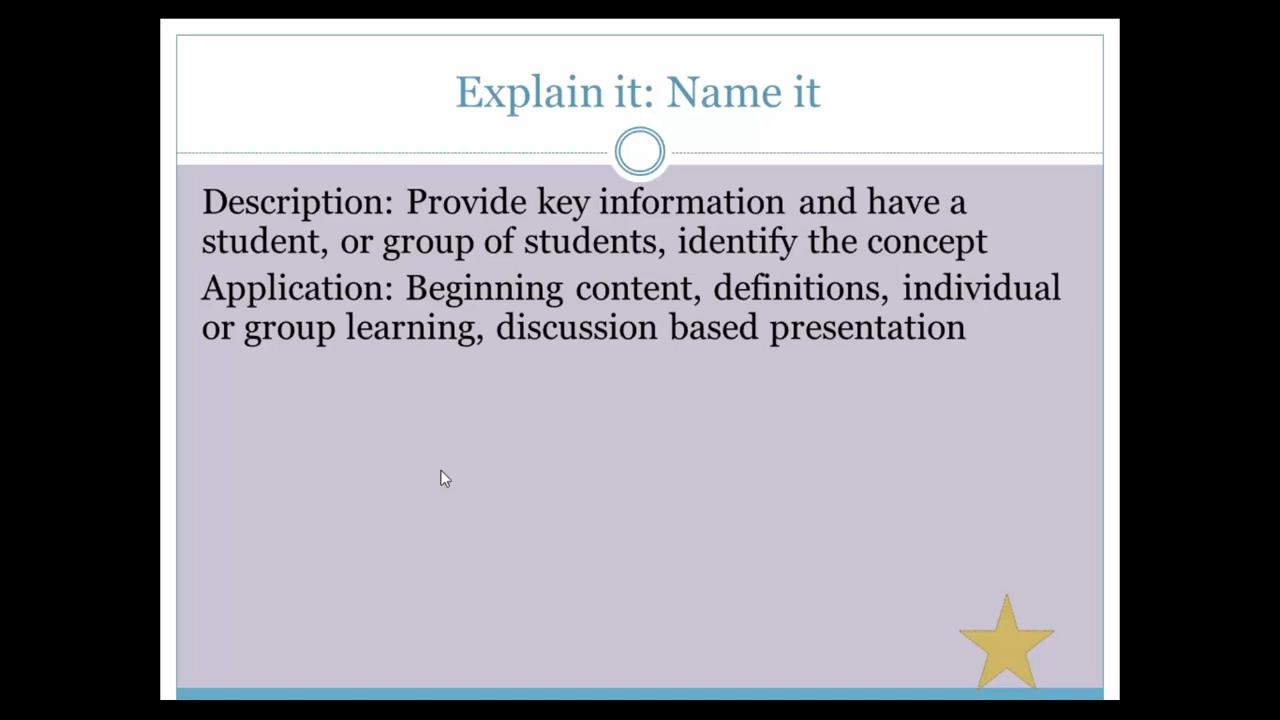 Explain it: Name it
Description: Provide key information and have a
student, or group of students, identify the concept
Application: Beginning content, definitions, individual
or group learning, discussion based presentation